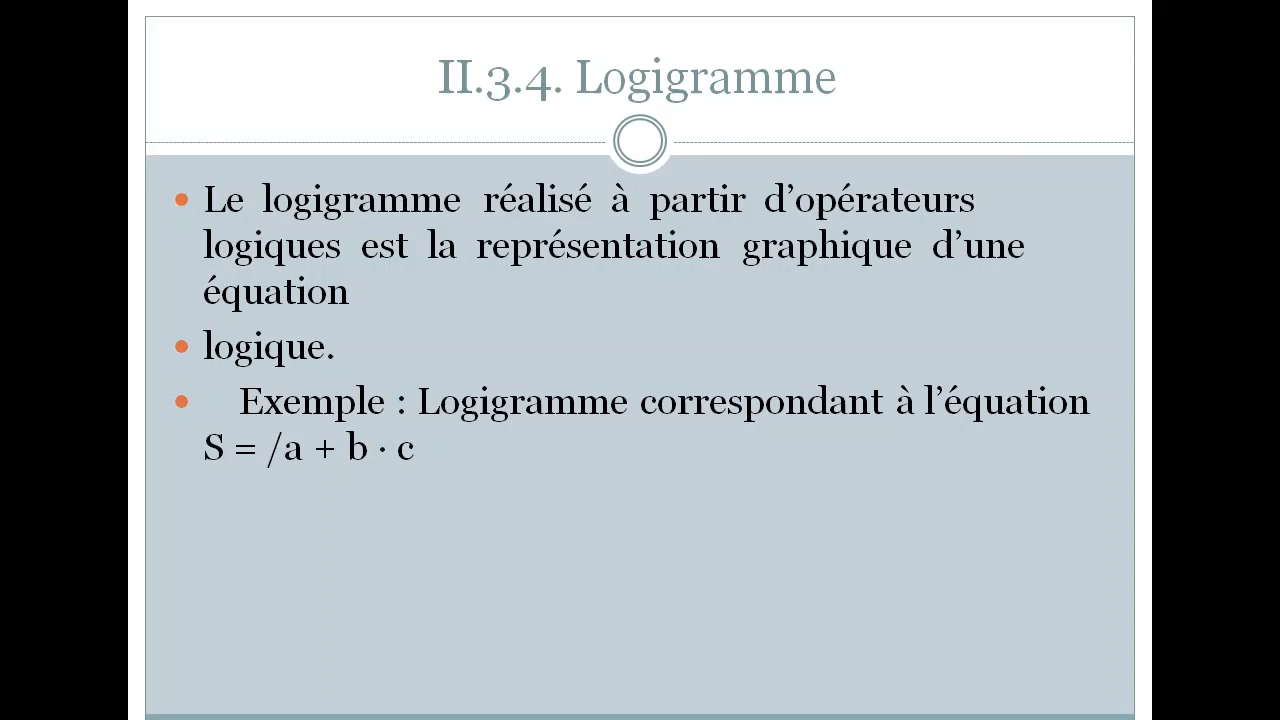 II.3.4. Logigramme
• Le logigramme réalisé à partir d’opérateurs
logiques est la représentation graphique d’une
équation
• logique.
• Exemple : Logigramme correspondant à l’équation
S = /a + b · c